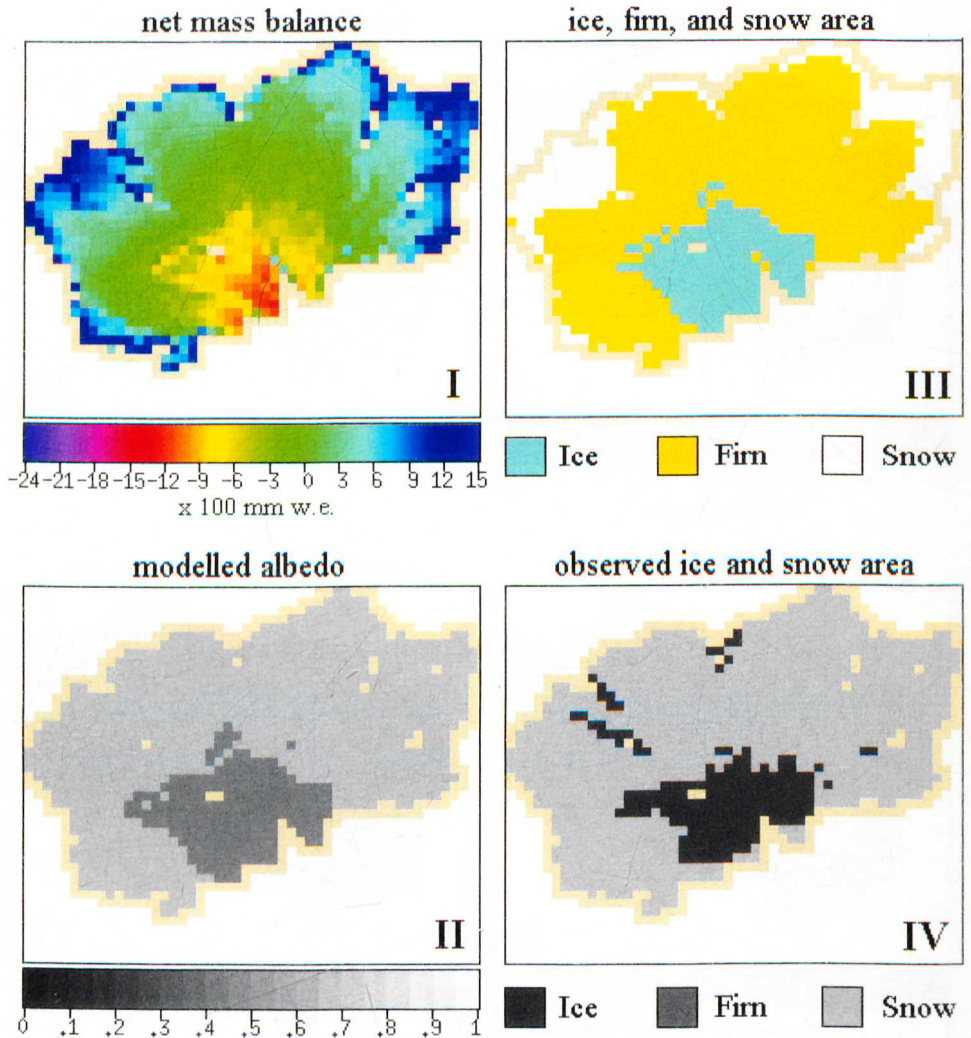 net mass balance
ice, firn, and snow area
I
III
-24 -21 -18 -15 -12 -9 -6 -3 0 3 6 9 12 15
x 100 mm w.e.
Ice Firn Snow
modelled albedo
observed ice and snow area
II
IV
0 .1 .2 .3 .4 .5 .6 .7 .8 .9 1
Ice Firn Snow